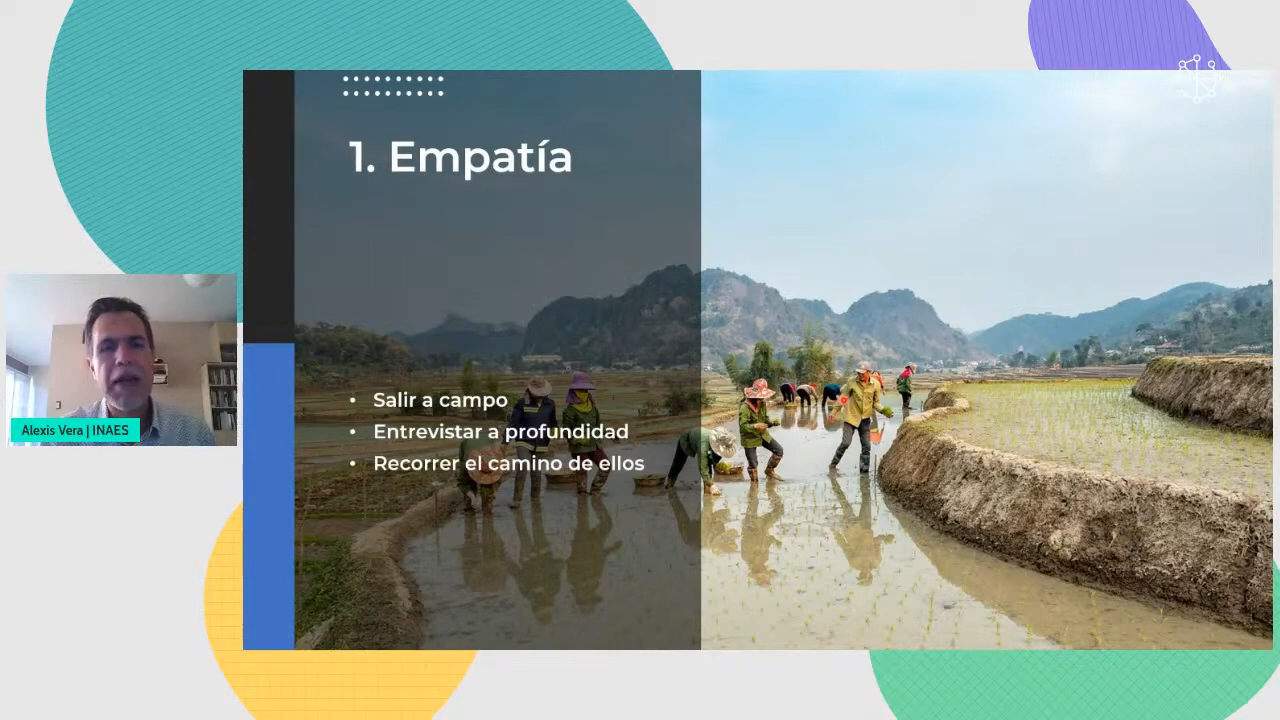 1. Empatía
• Salir a campo
• Entrevistar a profundidad
• Recorrer el camino de ellos
Alexis Vera | INAES